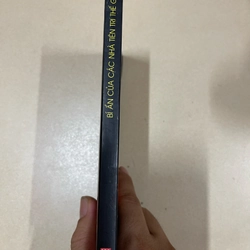 BÍ ẨN CỦA CÁC NHÀ TIÊN TRI THẾ